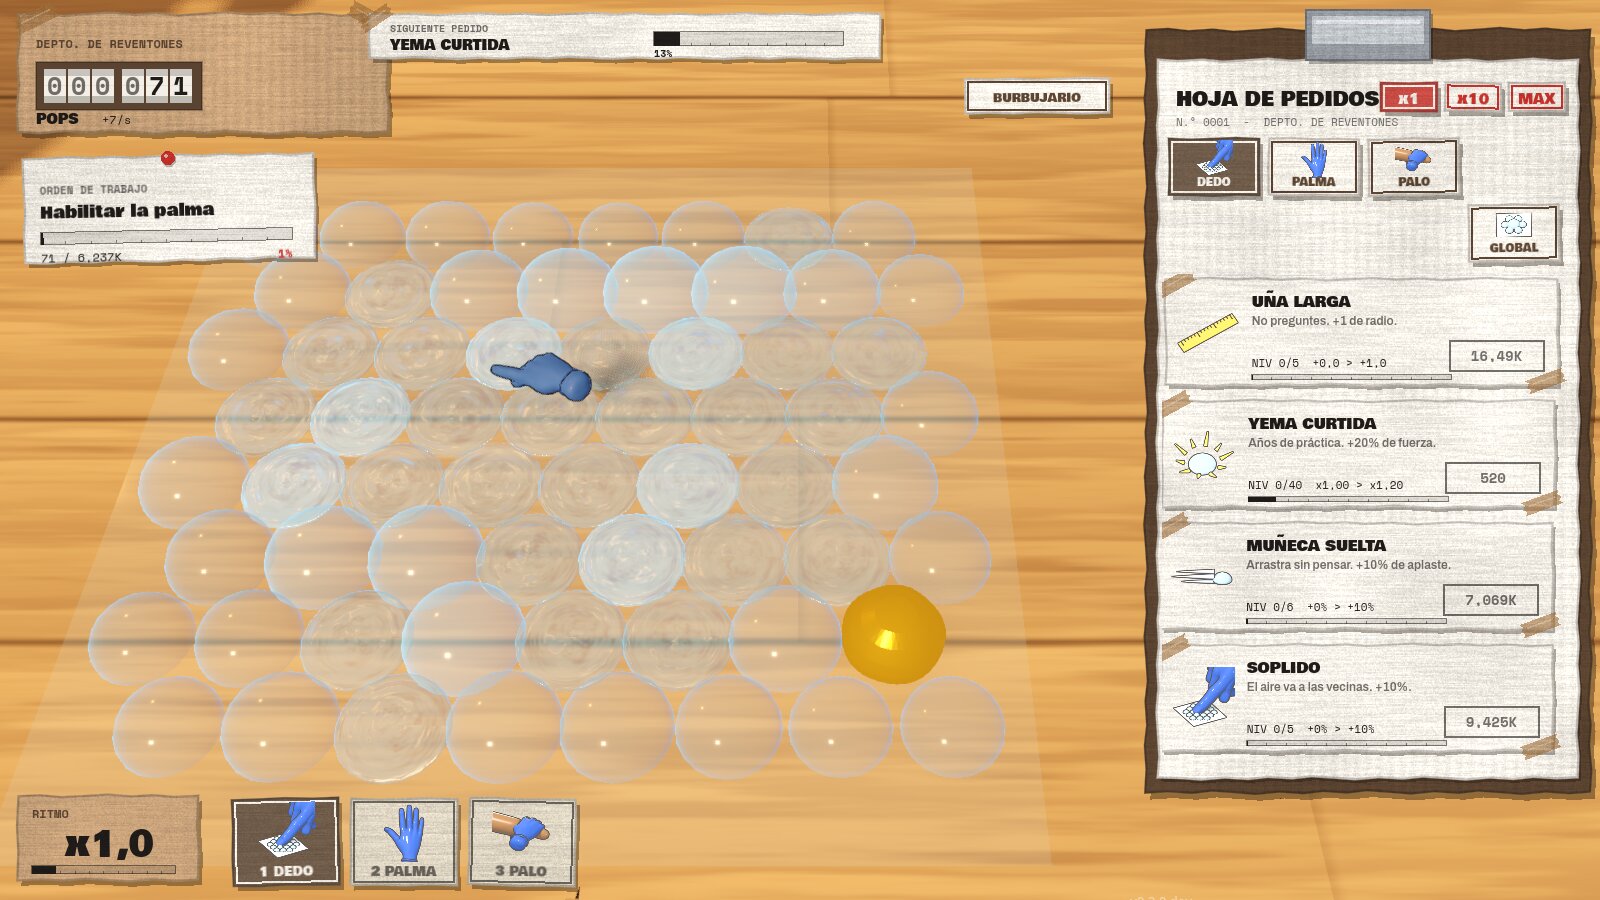 DEPTO. DE REVENTONES
000 071
POPS +7/s
SIGUIENTE PEDIDO
YEMA CURTIDA
13%
BURBUJARIO
ORDEN DE TRABAJO
Habilitar la palma
71 / 6,237K
1%
HOJA DE PEDIDOS
x1
x10
MAX
N.° 0001 - DEPTO. DE REVENTONES
DEDO
PALMA
PALO
GLOBAL
UÑA LARGA
No preguntes. +1 de radio.
NIV 0/5 +0,0 > +1,0
16,49K
YEMA CURTIDA
Años de práctica. +20% de fuerza.
NIV 0/40 x1,00 > x1,20
520
MUÑECA SUELTA
Arrastra sin pensar. +10% de aplaste.
NIV 0/6 +0% > +10%
7,069K
SOPLIDO
El aire va a las vecinas. +10%.
NIV 0/5 +0% > +10%
9,425K
RITMO
x1,0
1 DEDO
2 PALMA
3 PALO